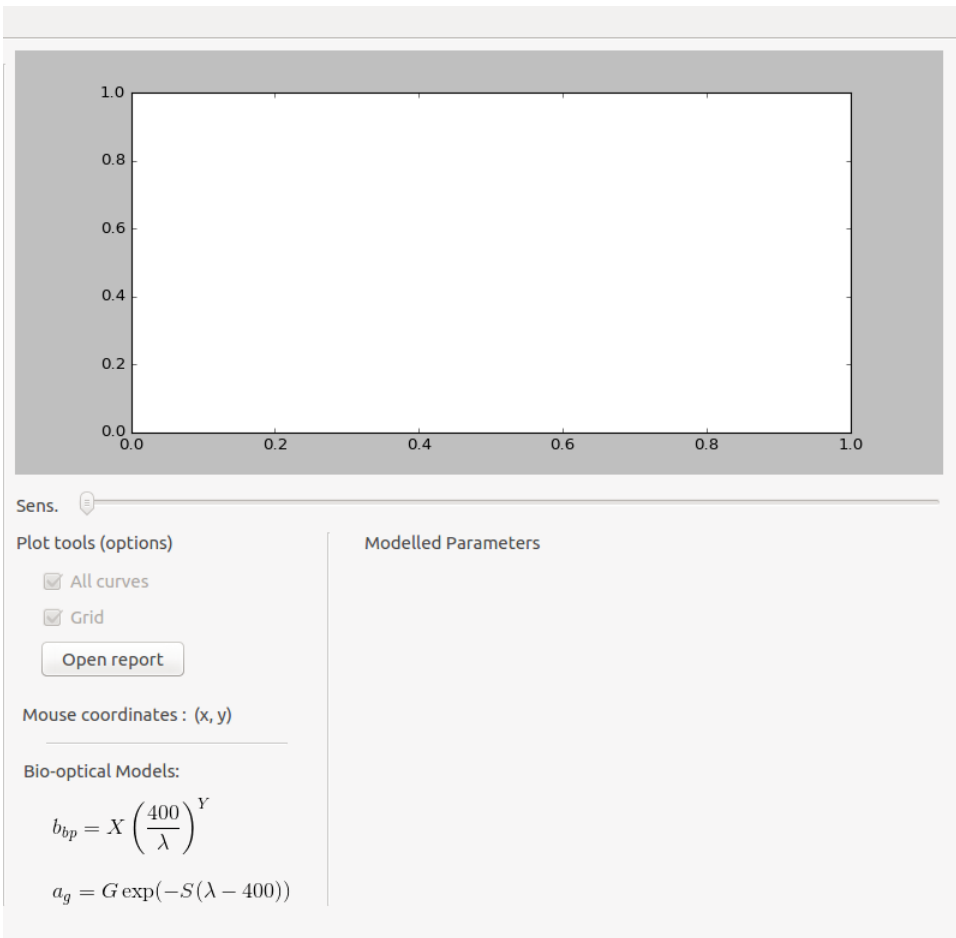 1.0
0.8
0.6
0.4
0.2
0.0
0.0 0.2 0.4 0.6 0.8 1.0
Sens.
Plot tools (options)
Modelled Parameters
All curves
Grid
Open report
Mouse coordinates : (x, y)
Bio-optical Models:
b_{bp} = X (400/λ)^Y
a_g = G exp(−S(λ − 400))